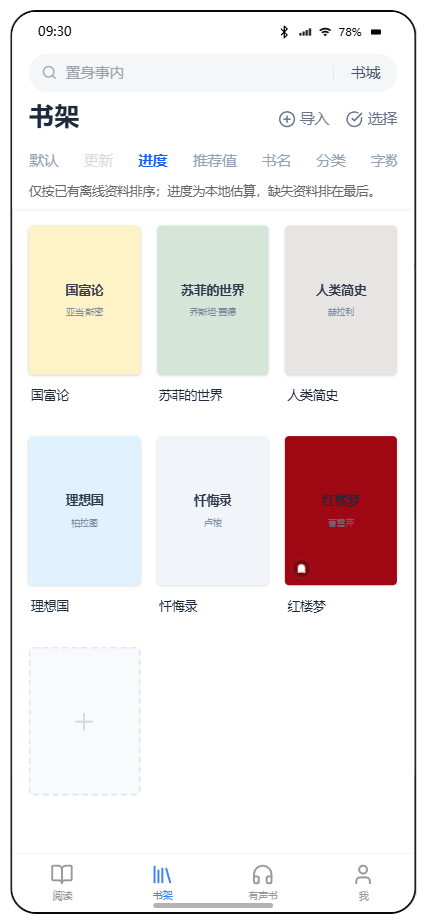 09:30
78%
置身事内
书城
书架
导入
选择
默认 更新 进度 推荐值 书名 分类 字数
仅按已有离线资料排序；进度为本地估算，缺失资料排在最后。
国富论
亚当·斯密
苏菲的世界
乔斯坦·贾德
人类简史
赫拉利
国富论
苏菲的世界
人类简史
理想国
柏拉图
忏悔录
卢梭
红楼梦
曹雪芹
理想国
忏悔录
红楼梦
阅读
书架
有声书
我